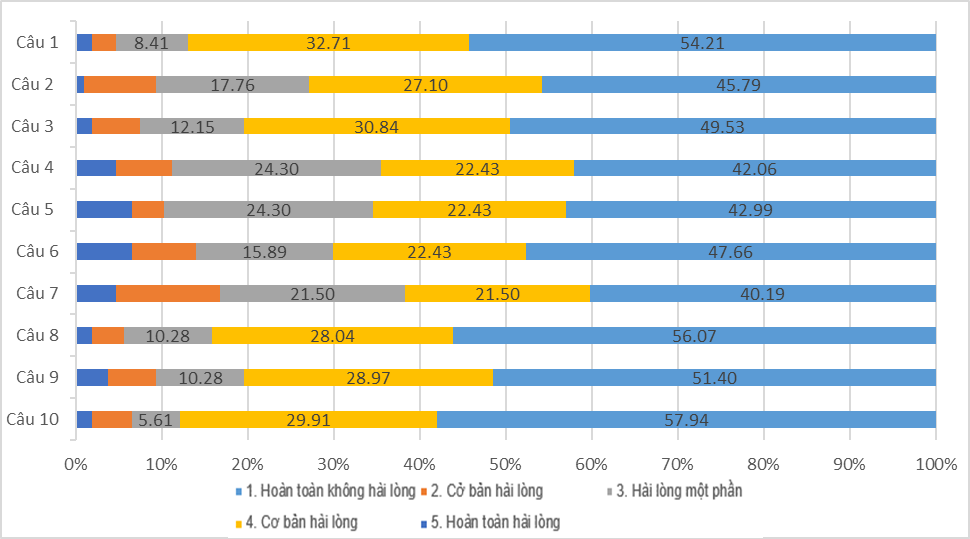 Câu 1 8.41 32.71 54.21
Câu 2 17.76 27.10 45.79
Câu 3 12.15 30.84 49.53
Câu 4 24.30 22.43 42.06
Câu 5 24.30 22.43 42.99
Câu 6 15.89 22.43 47.66
Câu 7 21.50 21.50 40.19
Câu 8 10.28 28.04 56.07
Câu 9 10.28 28.97 51.40
Câu 10 5.61 29.91 57.94
0% 10% 20% 30% 40% 50% 60% 70% 80% 90% 100%
1. Hoàn toàn không hài lòng 2. Cở bản hài lòng 3. Hài lòng một phần
4. Cơ bản hài lòng 5. Hoàn toàn hài lòng